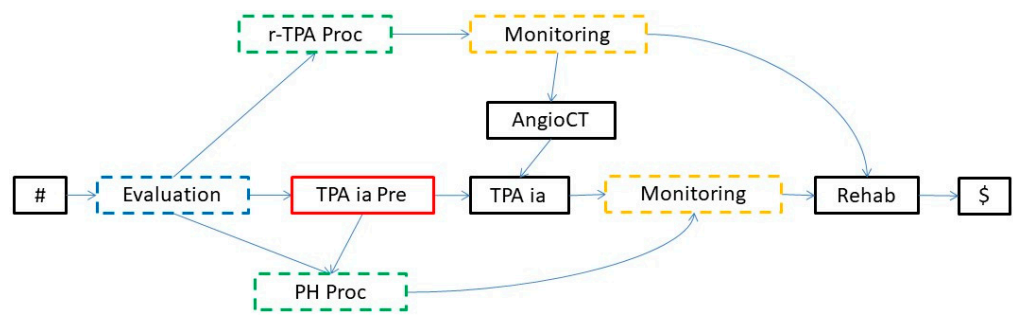 r-TPA Proc
Monitoring
AngioCT
#
Evaluation
TPA ia Pre
TPA ia
Monitoring
Rehab
$
PH Proc